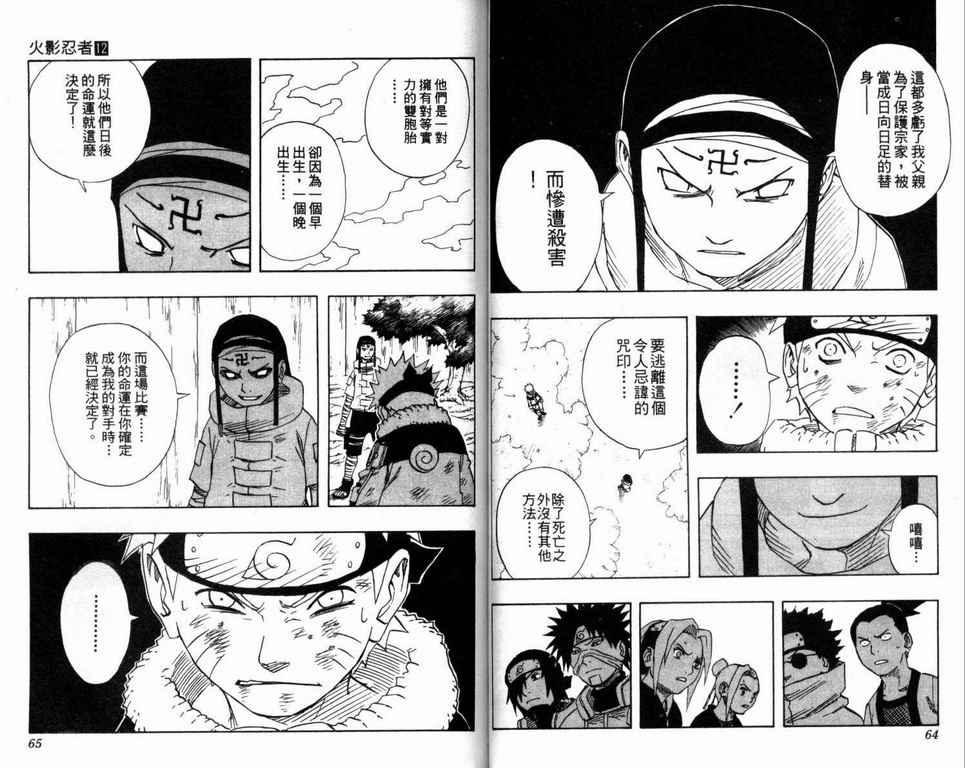 這都多虧了我父親
為了保護宗家，被
當成日向日足的替
身—
而慘遭殺害
！
……！
要逃離這個
令人忌諱的
咒印……
除了死亡之
外沒有其他
方法…
嘻嘻…
64
火影忍者12
他們是一對
擁有對等實
力的雙胞胎
……
卻因為一個早
出生，一個晚
出生……
所以他們日後
的命運就這麼
決定了！
而這場比賽……
你的命運在你確定
成為我的對手時…
就已經決定了。
…………
65